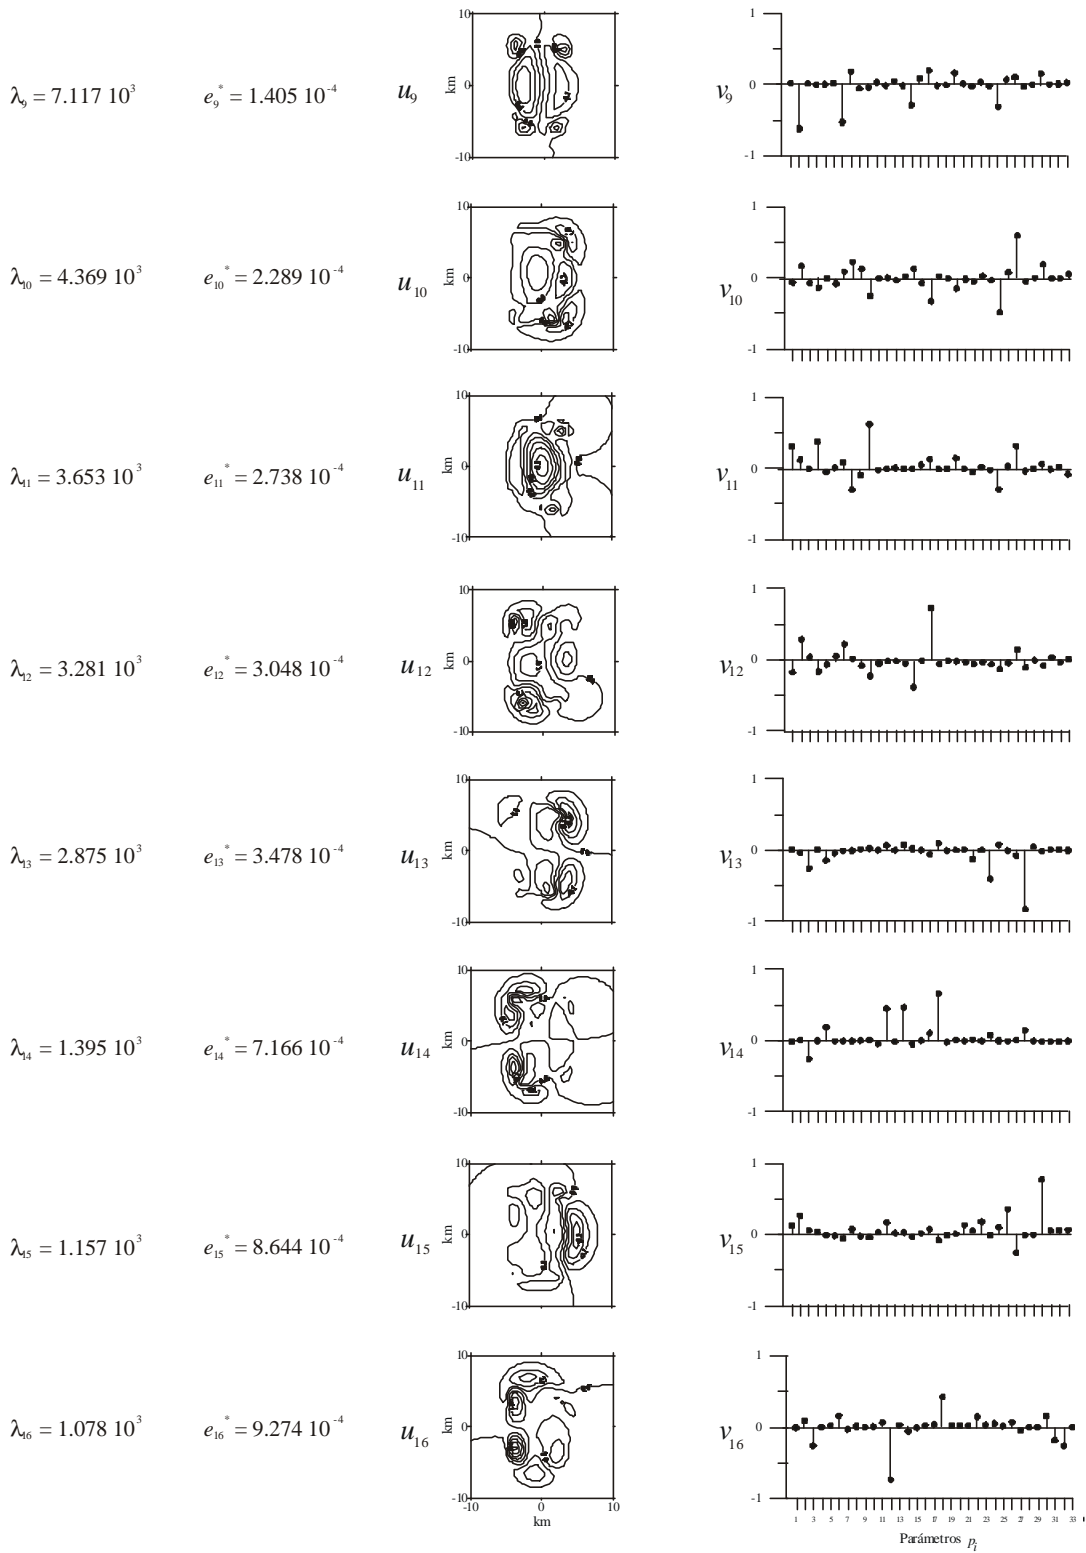 10
km
0
-10
λ9 = 7.117 10^3
e9* = 1.405 10^-4
u9
v9
1
0
-1
10
km
0
-10
λ10 = 4.369 10^3
e10* = 2.289 10^-4
u10
v10
1
0
-1
10
km
0
-10
λ11 = 3.653 10^3
e11* = 2.738 10^-4
u11
v11
1
0
-1
10
km
0
-10
λ12 = 3.281 10^3
e12* = 3.048 10^-4
u12
v12
1
0
-1
10
km
0
-10
λ13 = 2.875 10^3
e13* = 3.478 10^-4
u13
v13
1
0
-1
10
km
0
-10
λ14 = 1.395 10^3
e14* = 7.166 10^-4
u14
v14
1
0
-1
10
km
0
-10
λ15 = 1.157 10^3
e15* = 8.644 10^-4
u15
v15
1
0
-1
10
km
0
-10
λ16 = 1.078 10^3
e16* = 9.274 10^-4
u16
v16
1
0
-1
-10 0 10
km
1 3 5 7 9 11 13 15 17 19 21 23 25 27 29 31 33
Parámetros pi